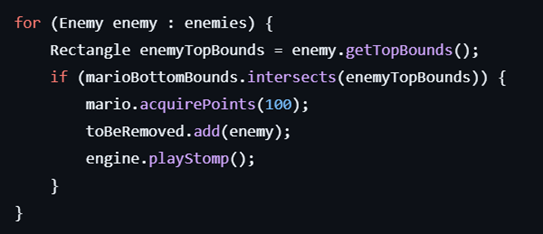 for (Enemy enemy : enemies) {
    Rectangle enemyTopBounds = enemy.getTopBounds();
    if (marioBottomBounds.intersects(enemyTopBounds)) {
        mario.acquirePoints(100);
        toBeRemoved.add(enemy);
        engine.playStomp();
    }
}